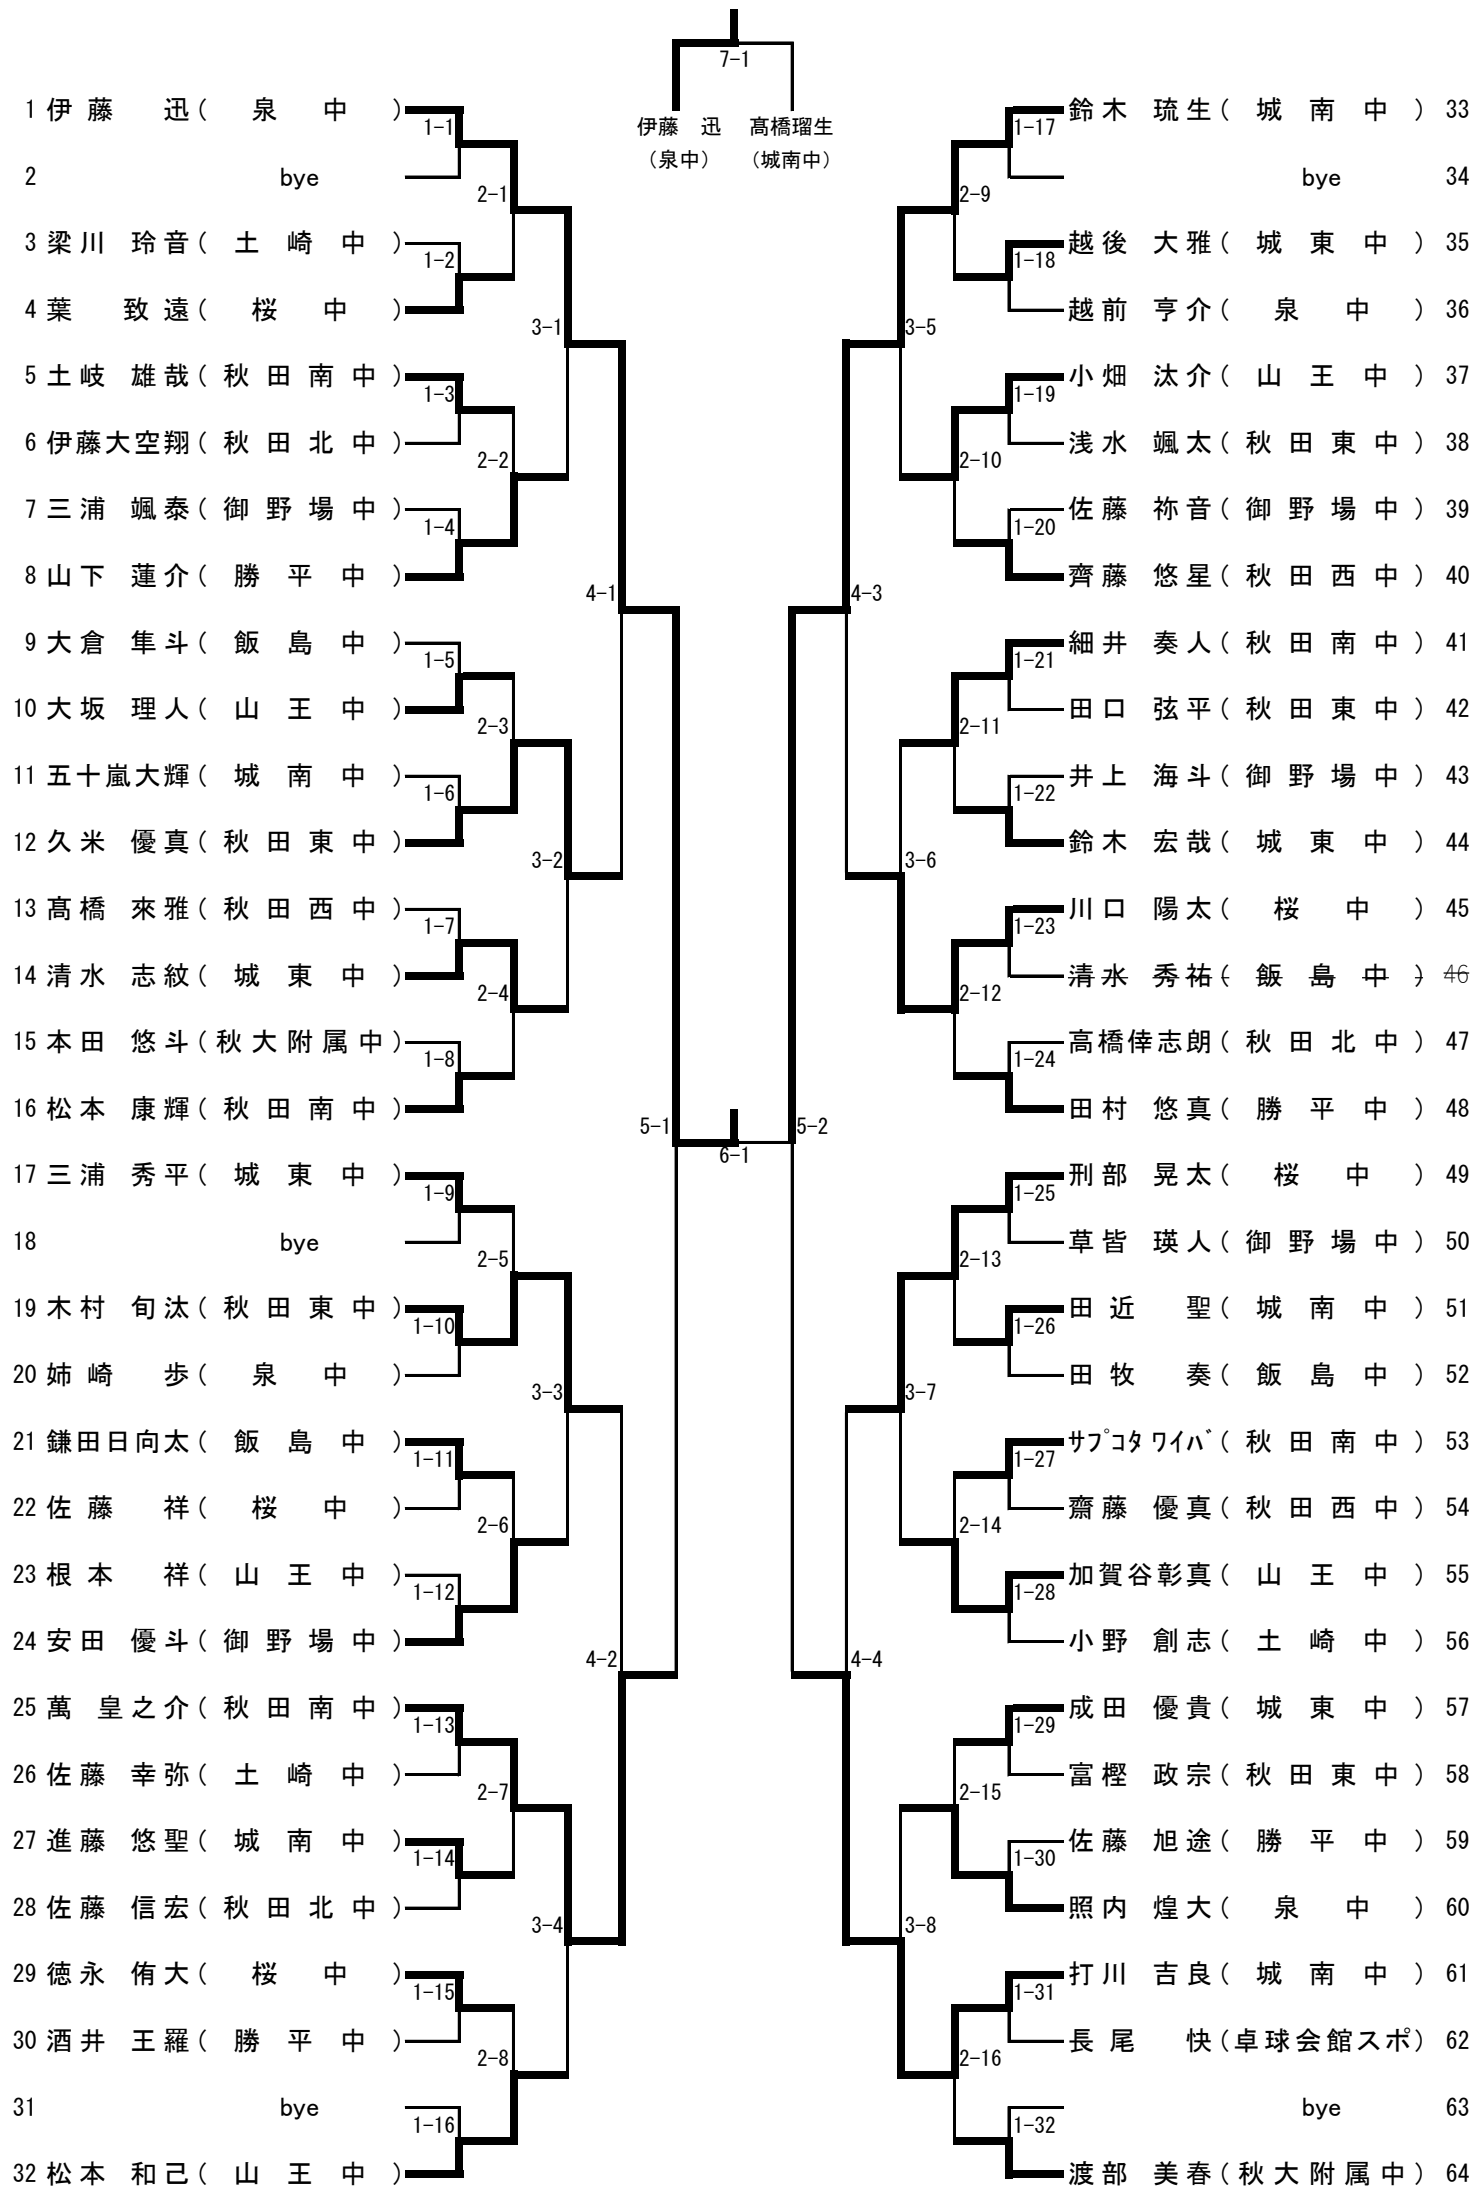 7-1
伊藤 迅 髙橋瑠生
(泉中) (城南中)
1 伊藤 迅(泉中)
1-1
2 bye
2-1
3 梁川 玲音(土崎中)
1-2
4 葉 致遠(桜中)
3-1
5 土岐 雄哉(秋田南中)
1-3
6 伊藤大空翔(秋田北中)
2-2
7 三浦 颯泰(御野場中)
1-4
8 山下 蓮介(勝平中)
4-1
9 大倉 隼斗(飯島中)
1-5
10 大坂 理人(山王中)
2-3
11 五十嵐大輝(城南中)
1-6
12 久米 優真(秋田東中)
3-2
13 髙橋 來雅(秋田西中)
1-7
14 清水 志紋(城東中)
2-4
15 本田 悠斗(秋大附属中)
1-8
16 松本 康輝(秋田南中)
5-1
17 三浦 秀平(城東中)
1-9
18 bye
2-5
19 木村 旬汰(秋田東中)
1-10
20 姉崎 歩(泉中)
3-3
21 鎌田日向太(飯島中)
1-11
22 佐藤 祥(桜中)
2-6
23 根本 祥(山王中)
1-12
24 安田 優斗(御野場中)
4-2
25 萬 皇之介(秋田南中)
1-13
26 佐藤 幸弥(土崎中)
2-7
27 進藤 悠聖(城南中)
1-14
28 佐藤 信宏(秋田北中)
3-4
29 徳永 侑大(桜中)
1-15
30 酒井 王羅(勝平中)
2-8
31 bye
1-16
32 松本 和己(山王中)
6-1
鈴木 琉生(城南中) 33
1-17
bye 34
2-9
越後 大雅(城東中) 35
1-18
越前 亨介(泉中) 36
3-5
小畑 汰介(山王中) 37
1-19
浅水 颯太(秋田東中) 38
2-10
佐藤 祢音(御野場中) 39
1-20
齊藤 悠星(秋田西中) 40
4-3
細井 奏人(秋田南中) 41
1-21
田口 弦平(秋田東中) 42
2-11
井上 海斗(御野場中) 43
1-22
鈴木 宏哉(城東中) 44
3-6
川口 陽太(桜中) 45
1-23
清水 秀祐(飯島中) 46
2-12
高橋倖志朗(秋田北中) 47
1-24
田村 悠真(勝平中) 48
5-2
刑部 晃太(桜中) 49
1-25
草皆 瑛人(御野場中) 50
2-13
田近 聖(城南中) 51
1-26
田牧 奏(飯島中) 52
3-7
サプコタ ワイバ(秋田南中) 53
1-27
齋藤 優真(秋田西中) 54
2-14
加賀谷彰真(山王中) 55
1-28
小野 創志(土崎中) 56
4-4
成田 優貴(城東中) 57
1-29
富樫 政宗(秋田東中) 58
2-15
佐藤 旭途(勝平中) 59
1-30
照内 煌大(泉中) 60
3-8
打川 吉良(城南中) 61
1-31
長尾 快(卓球会館スポ) 62
2-16
bye 63
1-32
渡部 美春(秋大附属中) 64